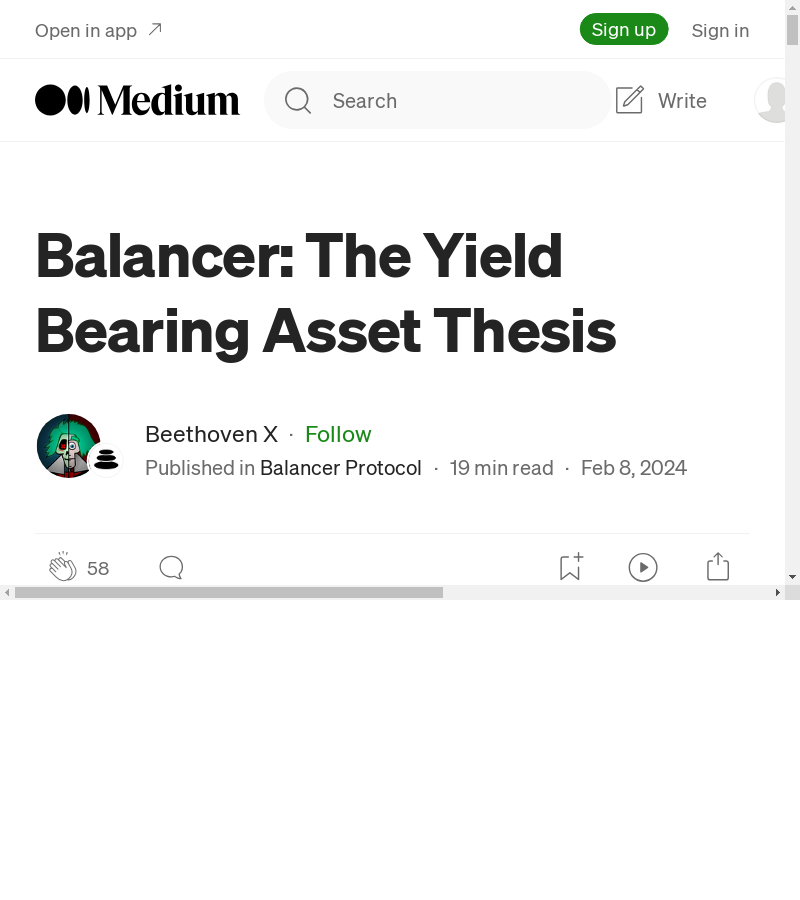 Open in app
Sign up
Sign in
Medium
Search
Write
Balancer: The Yield
Bearing Asset Thesis
Beethoven X · Follow
Published in Balancer Protocol · 19 min read · Feb 8, 2024
58